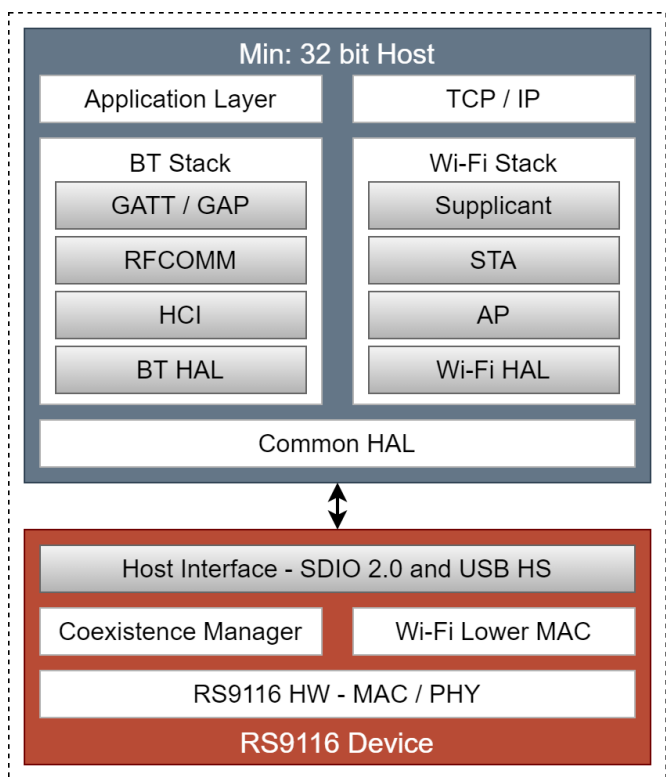 Min: 32 bit Host
Application Layer
TCP / IP
BT Stack
GATT / GAP
RFCOMM
HCI
BT HAL
Wi-Fi Stack
Supplicant
STA
AP
Wi-Fi HAL
Common HAL
Host Interface - SDIO 2.0 and USB HS
Coexistence Manager
Wi-Fi Lower MAC
RS9116 HW - MAC / PHY
RS9116 Device